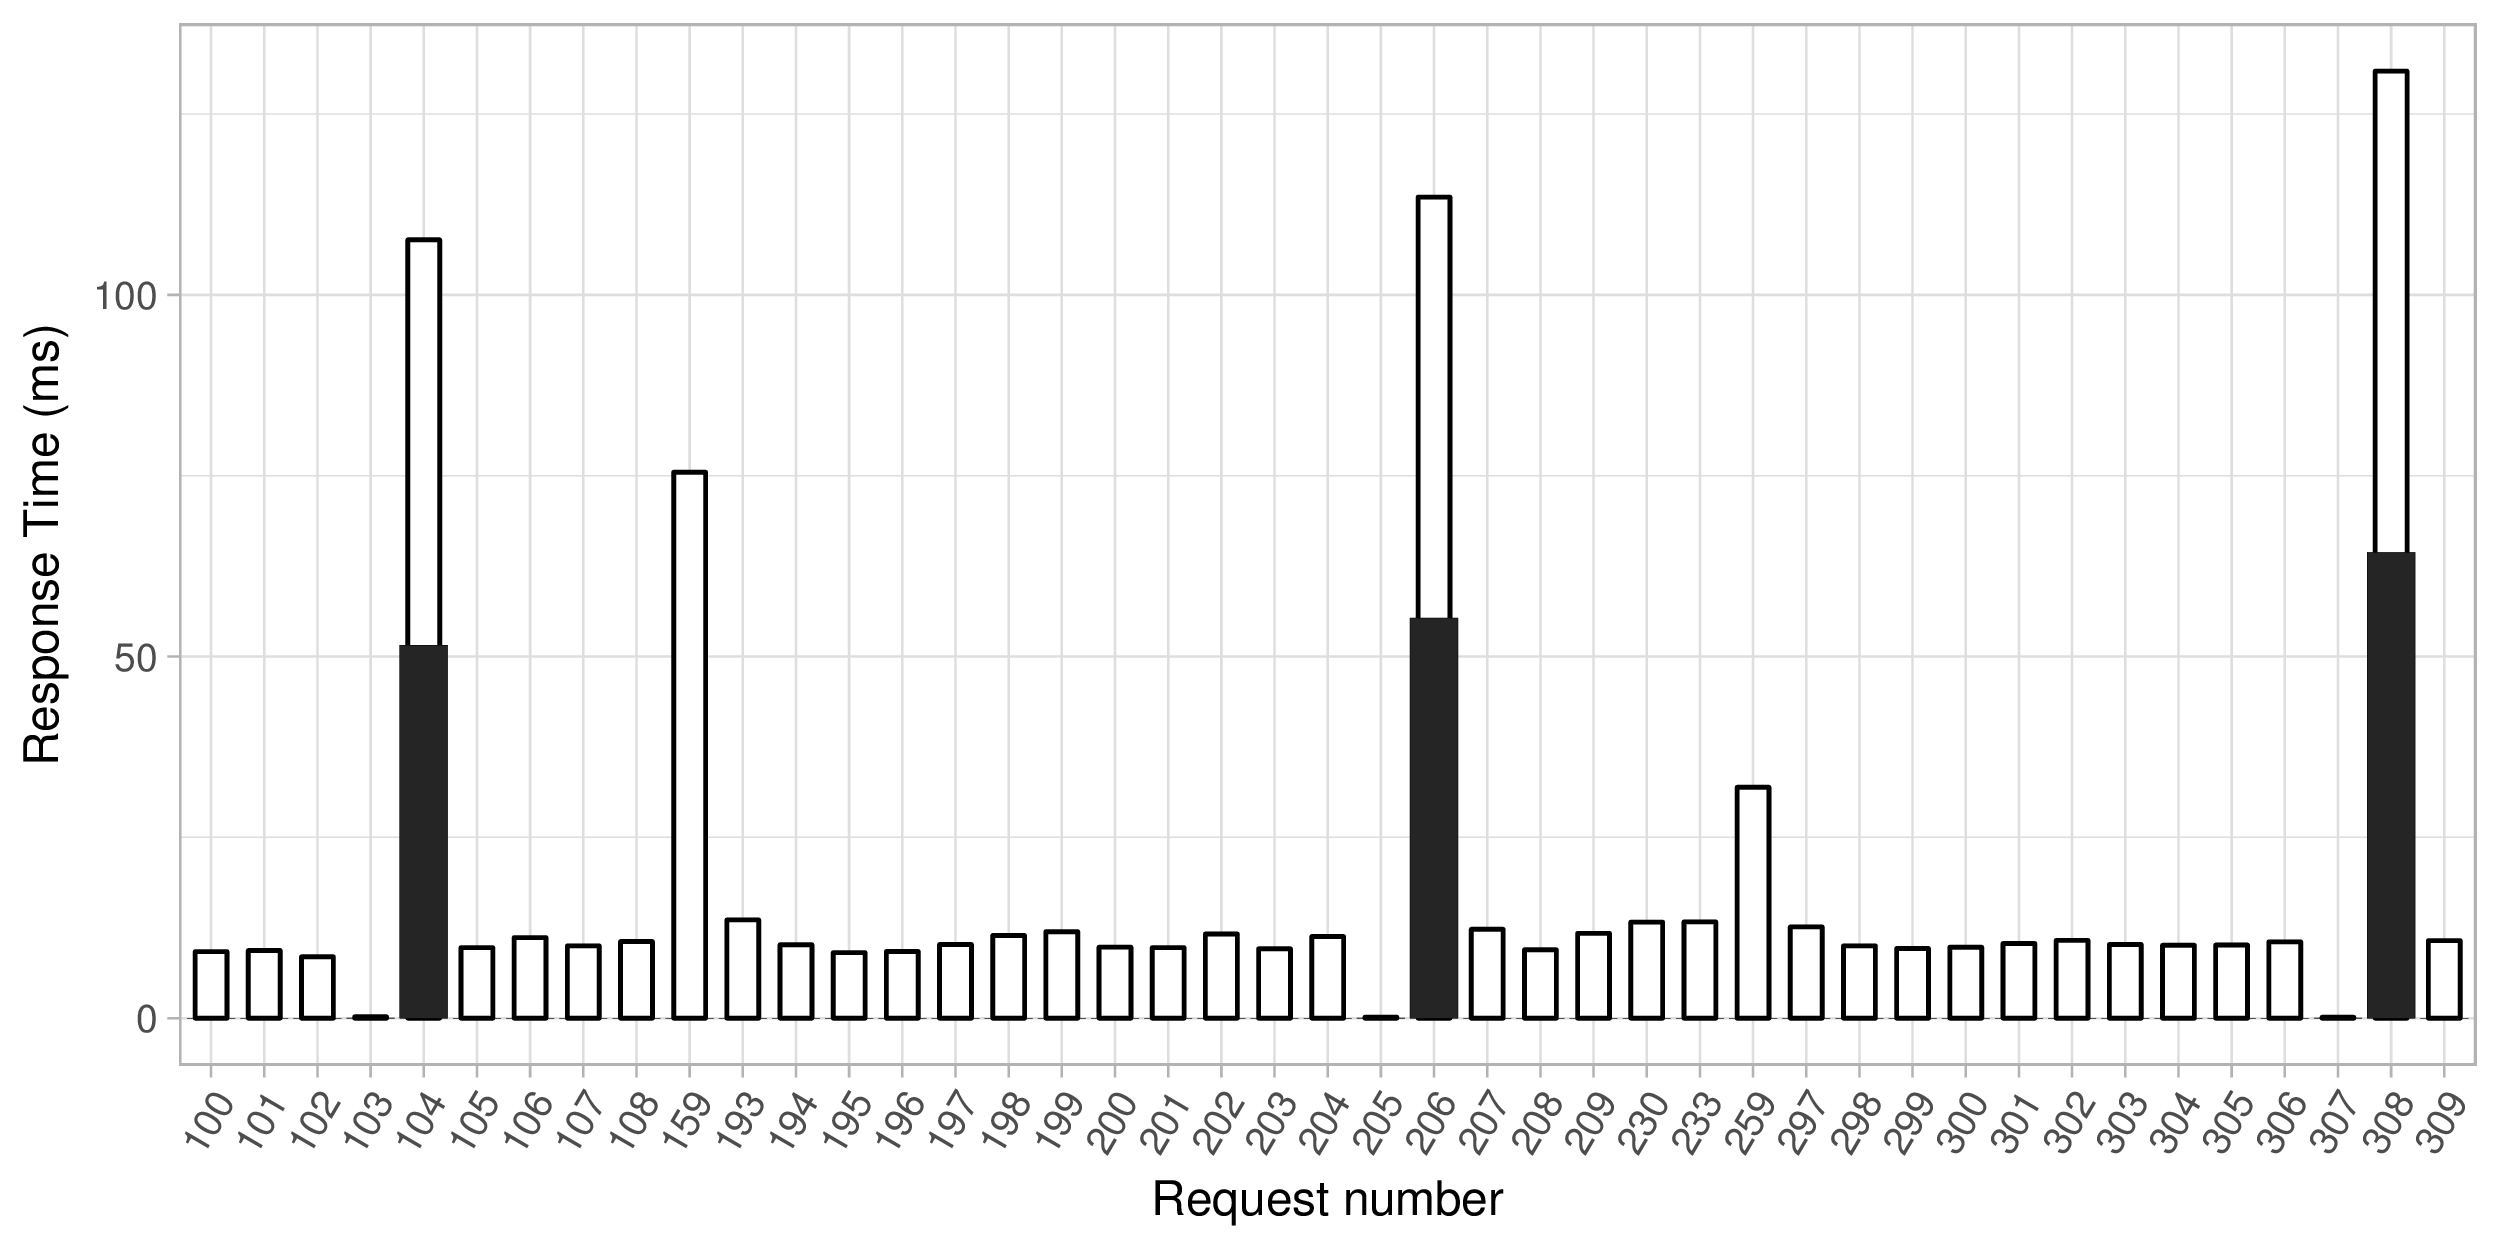 Response Time (ms)
100
50
0
100 101 102 103 104 105 106 107 108 159 193 194 195 196 197 198 199 200 201 202 203 204 205 206 207 208 209 230 233 259 297 298 299 300 301 302 303 304 305 306 307 308 309
Request number